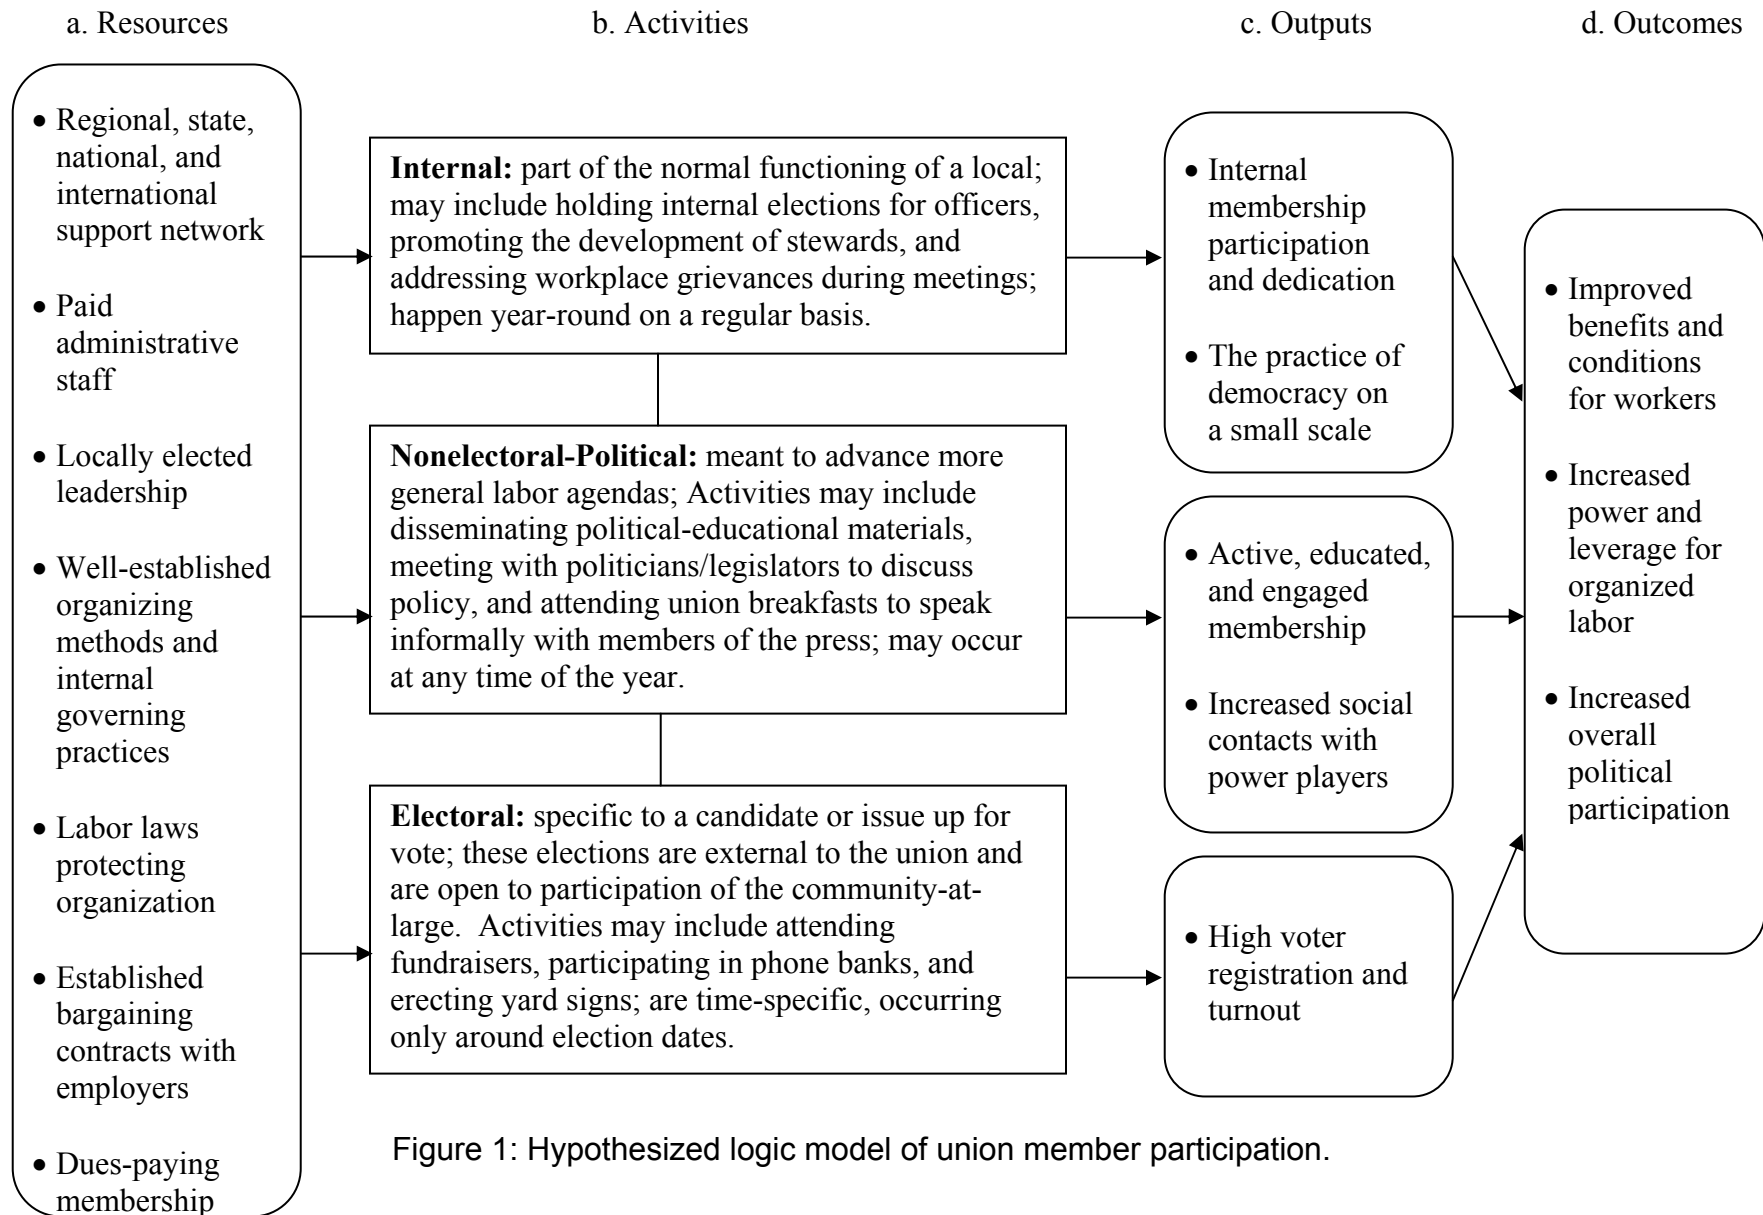 a. Resources
b. Activities
c. Outputs
d. Outcomes
• Regional, state,
national, and
international
support network
• Paid
administrative
staff
• Locally elected
leadership
• Well-established
organizing
methods and
internal
governing
practices
• Labor laws
protecting
organization
• Established
bargaining
contracts with
employers
• Dues-paying
membership
Internal: part of the normal functioning of a local;
may include holding internal elections for officers,
promoting the development of stewards, and
addressing workplace grievances during meetings;
happen year-round on a regular basis.
Nonelectoral-Political: meant to advance more
general labor agendas; Activities may include
disseminating political-educational materials,
meeting with politicians/legislators to discuss
policy, and attending union breakfasts to speak
informally with members of the press; may occur
at any time of the year.
Electoral: specific to a candidate or issue up for
vote; these elections are external to the union and
are open to participation of the community-at-
large.  Activities may include attending
fundraisers, participating in phone banks, and
erecting yard signs; are time-specific, occurring
only around election dates.
• Internal
membership
participation
and dedication
• The practice of
democracy on
a small scale
• Active, educated,
and engaged
membership
• Increased social
contacts with
power players
• High voter
registration and
turnout
• Improved
benefits and
conditions
for workers
• Increased
power and
leverage for
organized
labor
• Increased
overall
political
participation
Figure 1: Hypothesized logic model of union member participation.